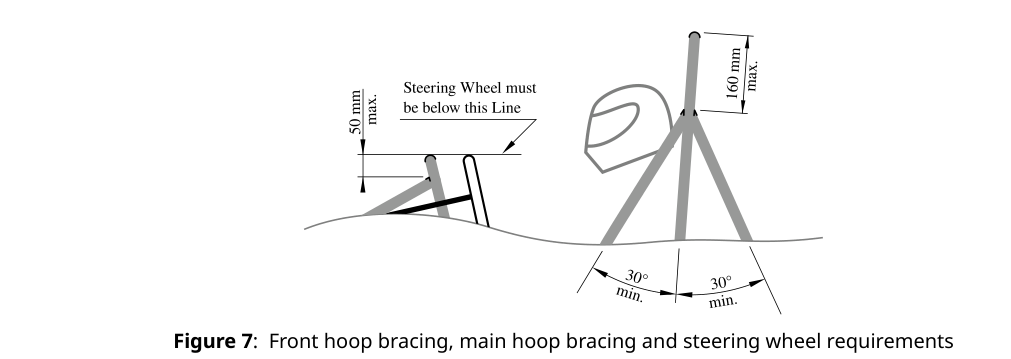 Steering Wheel must
be below this Line
50 mm
max.
160 mm
max.
30°
min.
30°
min.
Figure 7: Front hoop bracing, main hoop bracing and steering wheel requirements